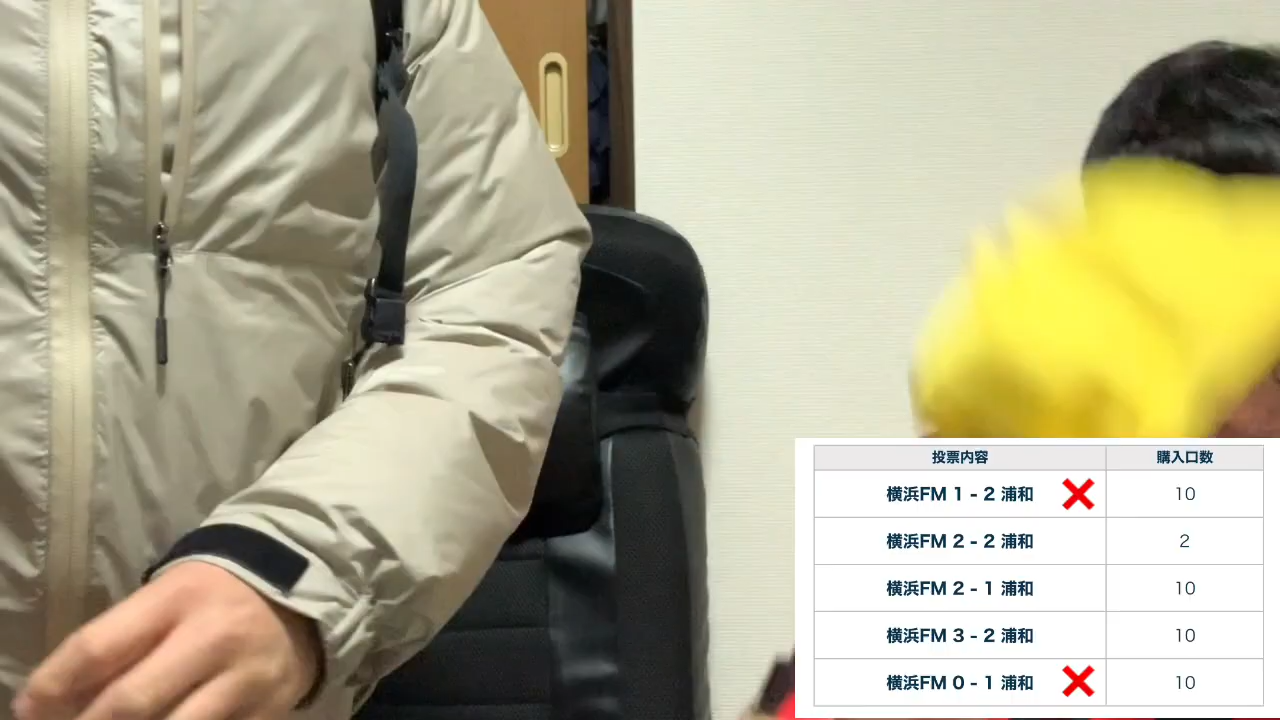 投票内容 購入口数
横浜FM 1 - 2 浦和 10
横浜FM 2 - 2 浦和 2
横浜FM 2 - 1 浦和 10
横浜FM 3 - 2 浦和 10
横浜FM 0 - 1 浦和 10